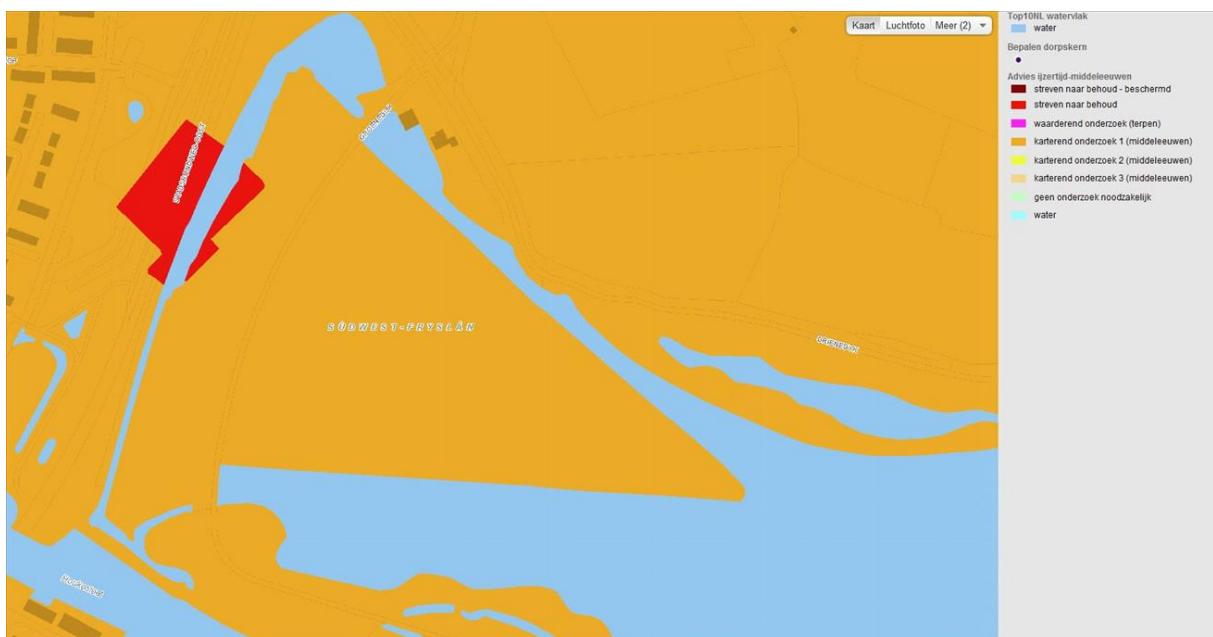 Kaart Luchtfoto Meer (2)
Top10NL watervlak
water
Bepalen dorpskern
Advies ijzertijd-middeleeuwen
streven naar behoud - beschermd
streven naar behoud
waarderend onderzoek (terpen)
karterend onderzoek 1 (middeleeuwen)
karterend onderzoek 2 (middeleeuwen)
karterend onderzoek 3 (middeleeuwen)
geen onderzoek noodzakelijk
water
SÚDWEST-FRYSLÂN
GRIENEDYK